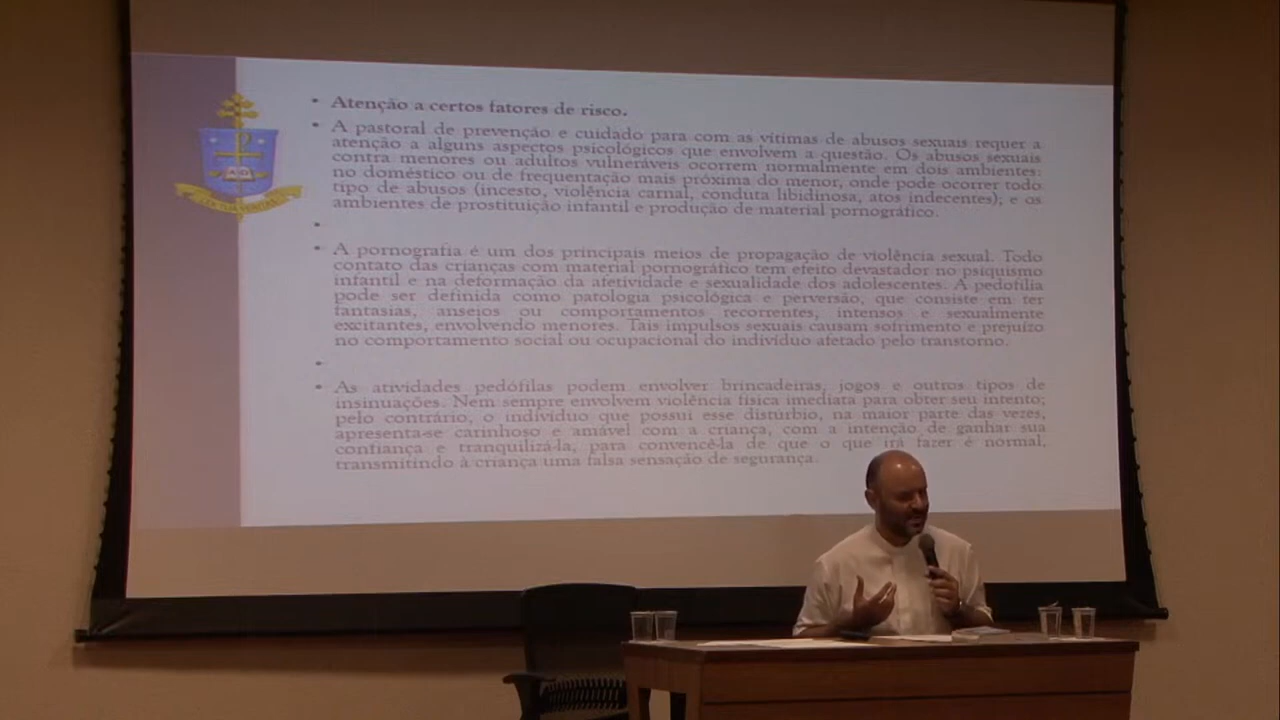 • Atenção a certos fatores de risco.
• A pastoral de prevenção e cuidado para com as vítimas de abusos sexuais requer a
atenção a alguns aspectos psicológicos que envolvem a questão. Os abusos sexuais
contra menores ou adultos vulneráveis ocorrem normalmente em dois ambientes:
no doméstico ou de frequentação mais próxima do menor, onde pode ocorrer todo
tipo de abusos (incesto, violência carnal, conduta libidinosa, atos indecentes); e os
ambientes de prostituição infantil e produção de material pornográfico.
•
• A pornografia é um dos principais meios de propagação de violência sexual. Todo
contato das crianças com material pornográfico tem efeito devastador no psiquismo
infantil e na deformação da afetividade e sexualidade dos adolescentes. A pedofilia
pode ser definida como patologia psicológica e perversão, que consiste em ter
fantasias, anseios ou comportamentos recorrentes, intensos e sexualmente
excitantes, envolvendo menores. Tais impulsos sexuais causam sofrimento e prejuízo
no comportamento social ou ocupacional do indivíduo afetado pelo transtorno.
•
• As atividades pedófilas podem envolver brincadeiras, jogos e outros tipos de
insinuações. Nem sempre envolvem violência física imediata para obter seu intento;
pelo contrário, o indivíduo que possui esse distúrbio, na maior parte das vezes,
apresenta-se carinhoso e amável com a criança, com a intenção de ganhar sua
confiança e tranquilizá-la, para convencê-la de que o que irá fazer é normal,
transmitindo à criança uma falsa sensação de segurança.